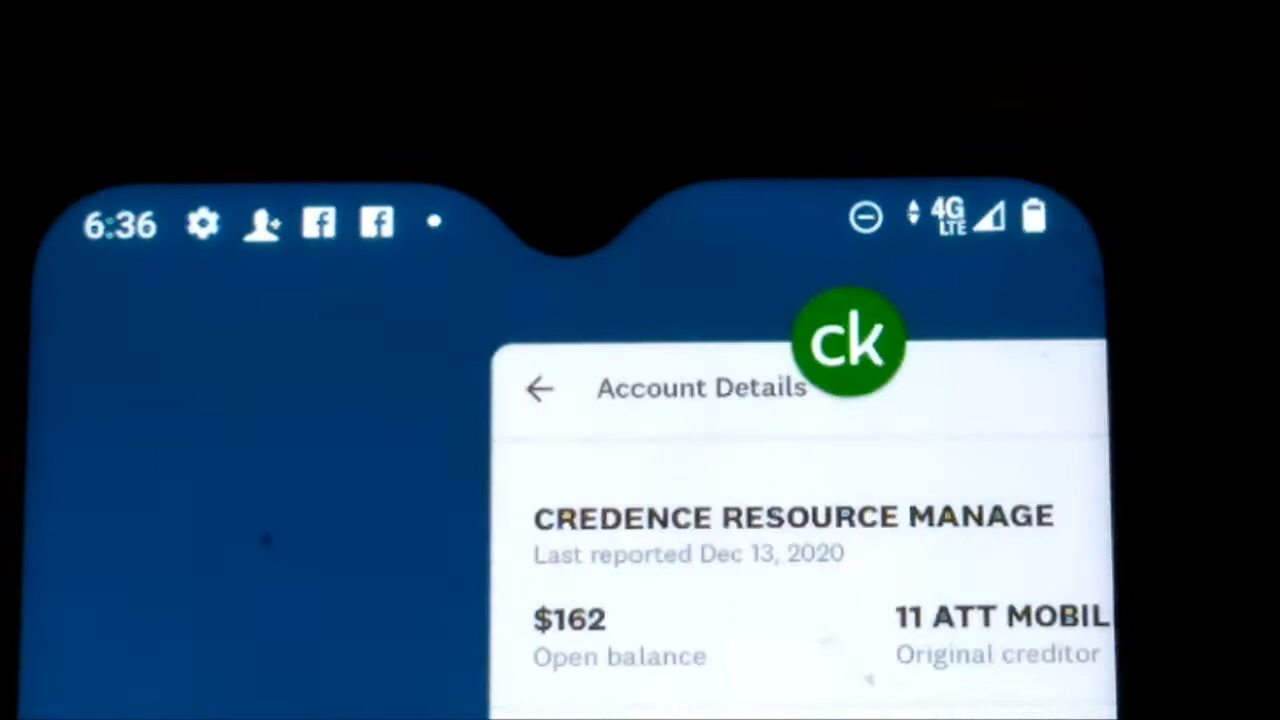 6:36
4G
LTE
ck
Account Details
CREDENCE RESOURCE MANAGE
Last reported Dec 13, 2020
$162
11 ATT MOBIL
Open balance
Original creditor